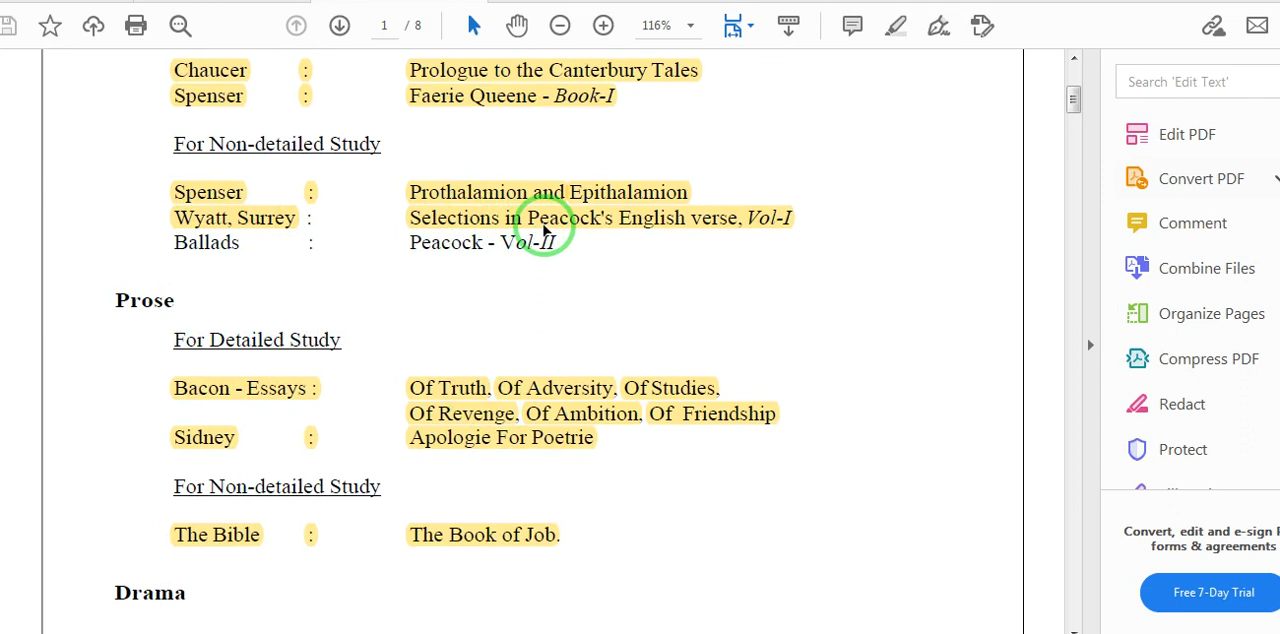 1 / 8
116%
Chaucer : Prologue to the Canterbury Tales
Spenser : Faerie Queene - Book-I
For Non-detailed Study
Spenser : Prothalamion and Epithalamion
Wyatt, Surrey : Selections in Peacock's English verse, Vol-I
Ballads : Peacock - Vol-II
Prose
For Detailed Study
Bacon - Essays : Of Truth, Of Adversity, Of Studies,
Of Revenge, Of Ambition, Of Friendship
Sidney : Apologie For Poetrie
For Non-detailed Study
The Bible : The Book of Job.
Drama
Search 'Edit Text'
Edit PDF
Convert PDF
Comment
Combine Files
Organize Pages
Compress PDF
Redact
Protect
Convert, edit and e-sign
forms & agreements
Free 7-Day Trial